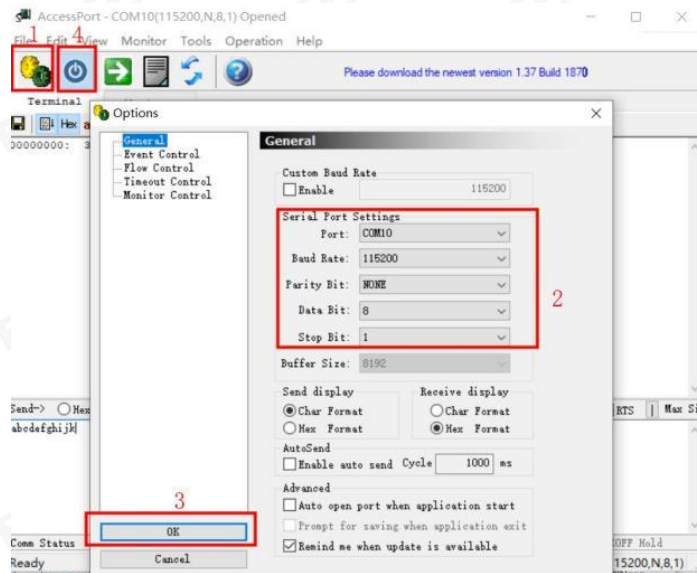 AccessPort - COM10(115200,N,8,1) Opened
1 4
File Edit View Monitor Tools Operation Help
Please download the newest version 1.37 Build 1870
Terminal
Options
Hex
General
Event Control
Flow Control
Timeout Control
Monitor Control
General
Custom Baud Rate
Enable 115200
Serial Port Settings
Port: COM10
Baud Rate: 115200
Parity Bit: NONE
Data Bit: 8
Stop Bit: 1
2
Buffer Size: 8192
Send display Receive display
Char Format Char Format
Hex Format Hex Format
AutoSend
Enable auto send Cycle 1000 ms
Advanced
Auto open port when application start
Prompt for saving when application exit
Remind me when update is available
3
OK
Cancel
00000000: 3
Send-> Hex
RTS | Max Si
abcdefghijk
Comm Status
OFF Hold
Ready
15200,N,8,1)